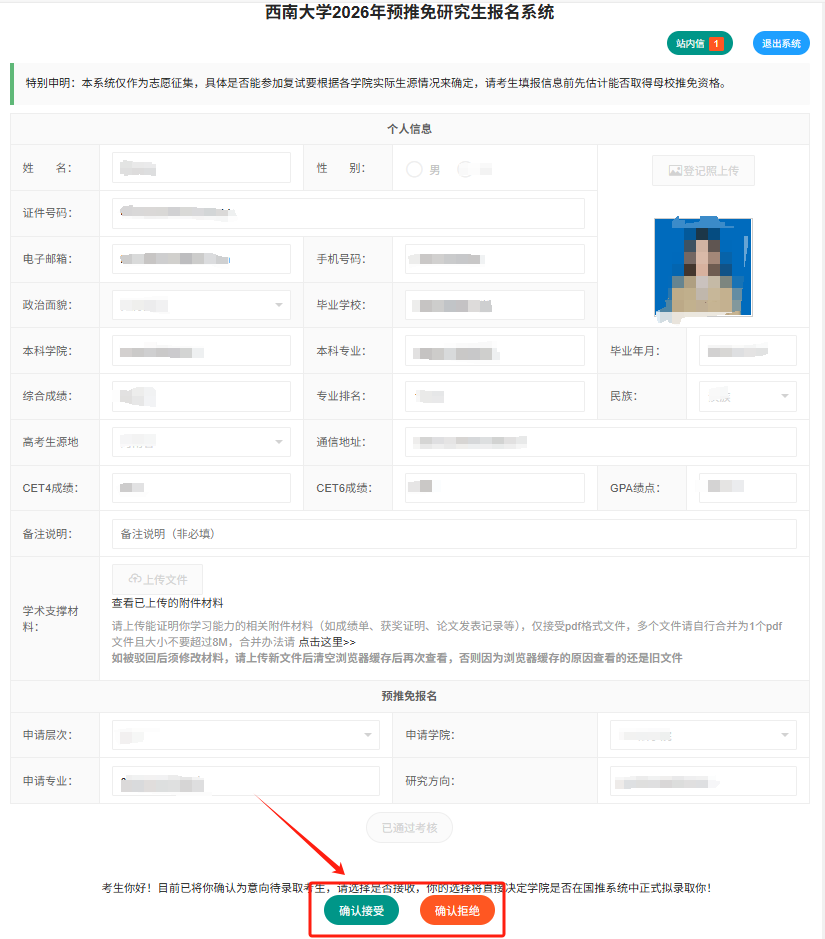 西南大学2026年预推免研究生报名系统
站内信 1 退出系统
特别申明：本系统仅作为志愿征集，具体是否能参加复试要根据各学院实际生源情况来确定，请考生填报信息前先估计能否取得母校推免资格。
个人信息
姓 名： 性 别： 男 登记照上传
证件号码：
电子邮箱： 手机号码：
政治面貌： 毕业学校：
本科学院： 本科专业： 毕业年月：
综合成绩： 专业排名： 民族：
高考生源地 通信地址：
CET4成绩： CET6成绩： GPA绩点：
备注说明： 备注说明（非必填）
上传文件
查看已上传的附件材料
学术支撑材料：
请上传能证明你学习能力的相关附件材料（如成绩单、获奖证明、论文发表记录等），仅接受pdf格式文件，多个文件请自行合并为1个pdf
文件且大小不要超过8M，合并办法请 点击这里>>
如被驳回后须修改材料，请上传新文件后清空浏览器缓存后再次查看，否则因为浏览器缓存的原因查看的还是旧文件
预推免报名
申请层次： 申请学院：
申请专业： 研究方向：
已通过考核
考生你好！目前已将你确认为意向待录取考生，请选择是否接收，你的选择将直接决定学院是否在国推系统中正式拟录取你！
确认接受 确认拒绝